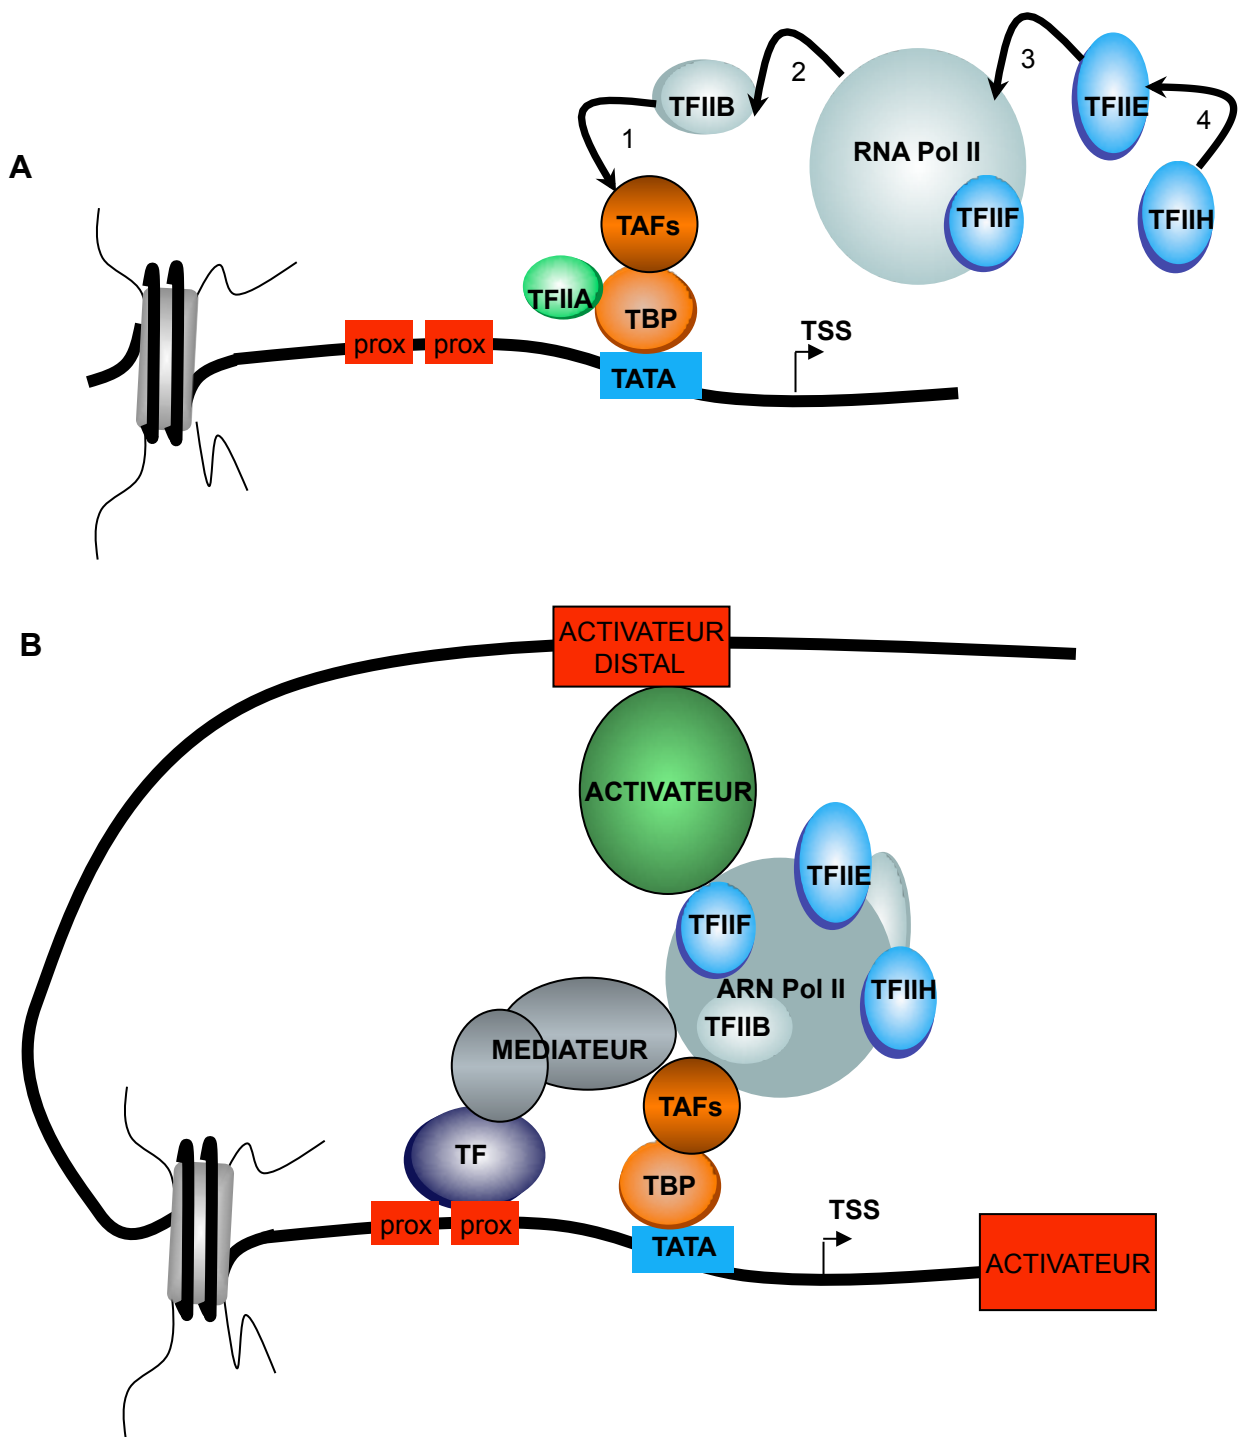 A
1
TFIIB
2
RNA Pol II
TFIIF
3
TFIIE
4
TFIIH
TAFs
TFIIA
TBP
prox
prox
TATA
TSS
B
ACTIVATEUR
DISTAL
ACTIVATEUR
TFIIE
TFIIF
ARN Pol II
TFIIH
TFIIB
MEDIATEUR
TAFs
TF
TBP
prox
prox
TATA
TSS
ACTIVATEUR